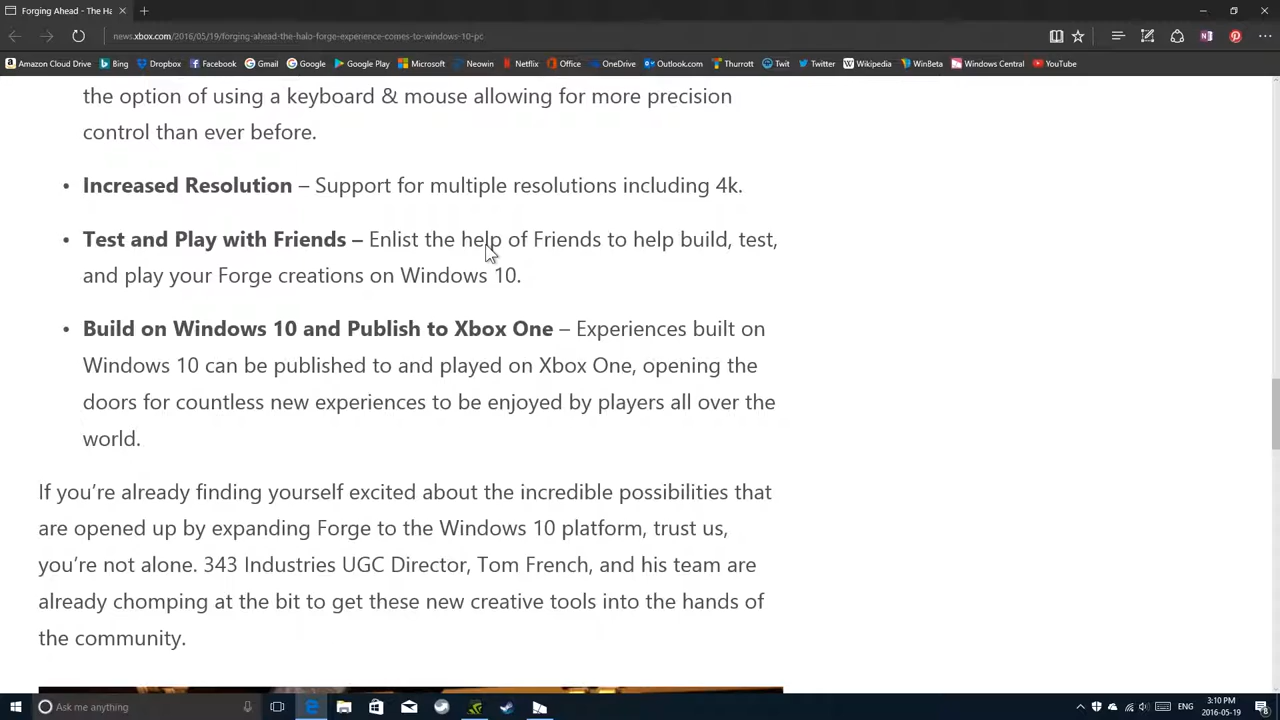 Forging Ahead - The Ha
news.xbox.com/2016/05/19/forging-ahead-the-halo-forge-experience-comes-to-windows-10-pc
Amazon Cloud Drive Bing Dropbox Facebook Gmail Google Google Play Microsoft Neowin Netflix Office OneDrive Outlook.com Thurrott Twit Twitter Wikipedia WinBeta Windows Central YouTube
the option of using a keyboard & mouse allowing for more precision
control than ever before.
• Increased Resolution – Support for multiple resolutions including 4k.
• Test and Play with Friends – Enlist the help of Friends to help build, test,
and play your Forge creations on Windows 10.
• Build on Windows 10 and Publish to Xbox One – Experiences built on
Windows 10 can be published to and played on Xbox One, opening the
doors for countless new experiences to be enjoyed by players all over the
world.
If you’re already finding yourself excited about the incredible possibilities that
are opened up by expanding Forge to the Windows 10 platform, trust us,
you’re not alone. 343 Industries UGC Director, Tom French, and his team are
already chomping at the bit to get these new creative tools into the hands of
the community.
Ask me anything
ENG
3:10 PM
2016-05-19
8